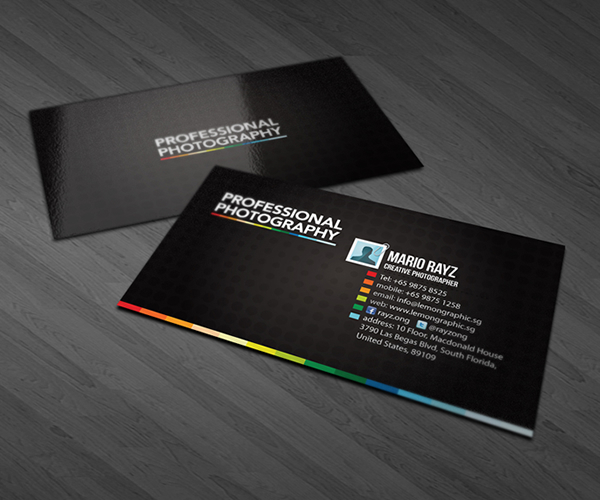 PROFESSIONAL
PHOTOGRAPHY
PROFESSIONAL
PHOTOGRAPHY
MARIO RAYZ
CREATIVE PHOTOGRAPHER
Tel: +65 9875 8525
mobile: +65 9875 1258
email: info@lemongraphic.sg
web: www.lemongraphic.sg
f rayz.ong @rayzong
address: 10 Floor, Macdonald House
3790 Las Begas Blvd, South Florida,
United States, 89109